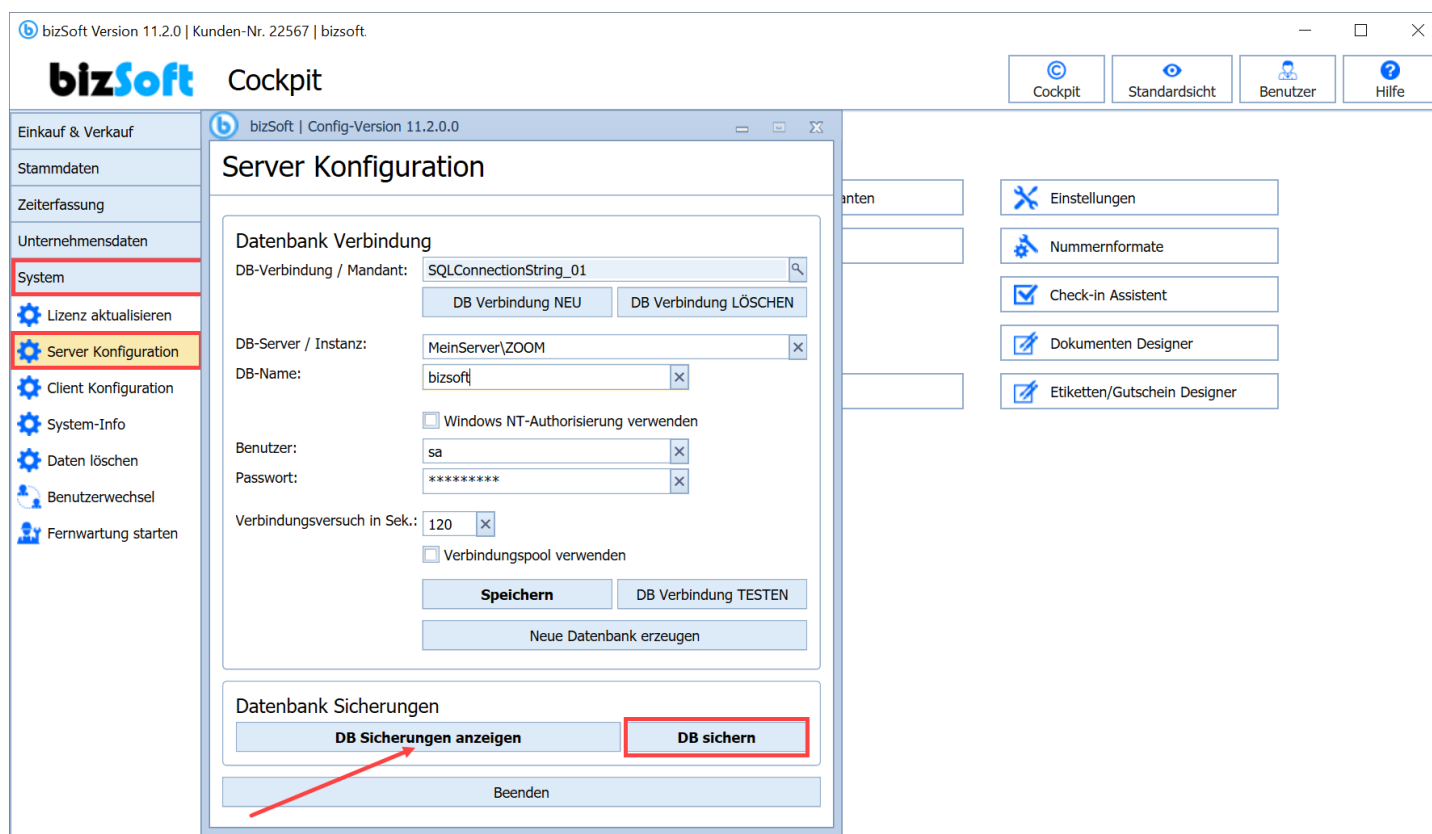 bizSoft Version 11.2.0 | Kunden-Nr. 22567 | bizsoft.
bizSoft Cockpit
Cockpit
Standardsicht
Benutzer
Hilfe
Einkauf & Verkauf
Stammdaten
Zeiterfassung
Unternehmensdaten
System
Lizenz aktualisieren
Server Konfiguration
Client Konfiguration
System-Info
Daten löschen
Benutzerwechsel
Fernwartung starten
bizSoft | Config-Version 11.2.0.0
Server Konfiguration
Datenbank Verbindung
DB-Verbindung / Mandant: SQLConnectionString_01
DB Verbindung NEU DB Verbindung LÖSCHEN
DB-Server / Instanz: MeinServer\ZOOM
DB-Name: bizsoft
Windows NT-Authorisierung verwenden
Benutzer: sa
Passwort: *********
Verbindungsversuch in Sek.: 120
Verbindungspool verwenden
Speichern DB Verbindung TESTEN
Neue Datenbank erzeugen
Datenbank Sicherungen
DB Sicherungen anzeigen DB sichern
Beenden
anten
Einstellungen
Nummernformate
Check-in Assistent
Dokumenten Designer
Etiketten/Gutschein Designer